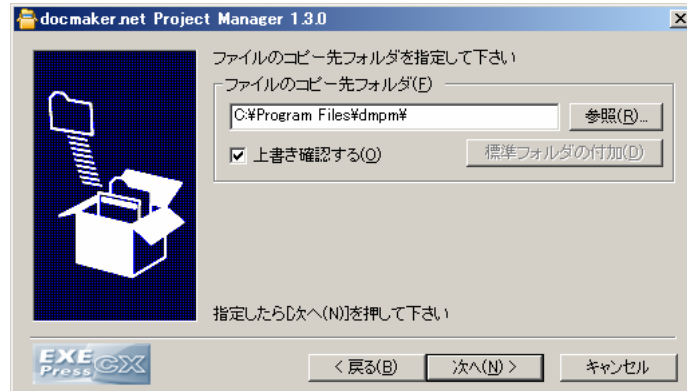 docmaker.net Project Manager 1.3.0
ファイルのコピー先フォルダを指定して下さい
ファイルのコピー先フォルダ(F)
C:¥Program Files¥dmpm¥
参照(R)...
上書き確認する(O)
標準フォルダの付加(D)
指定したら[次へ(N)]を押して下さい
EXE
Press CX
< 戻る(B)
次へ(N) >
キャンセル